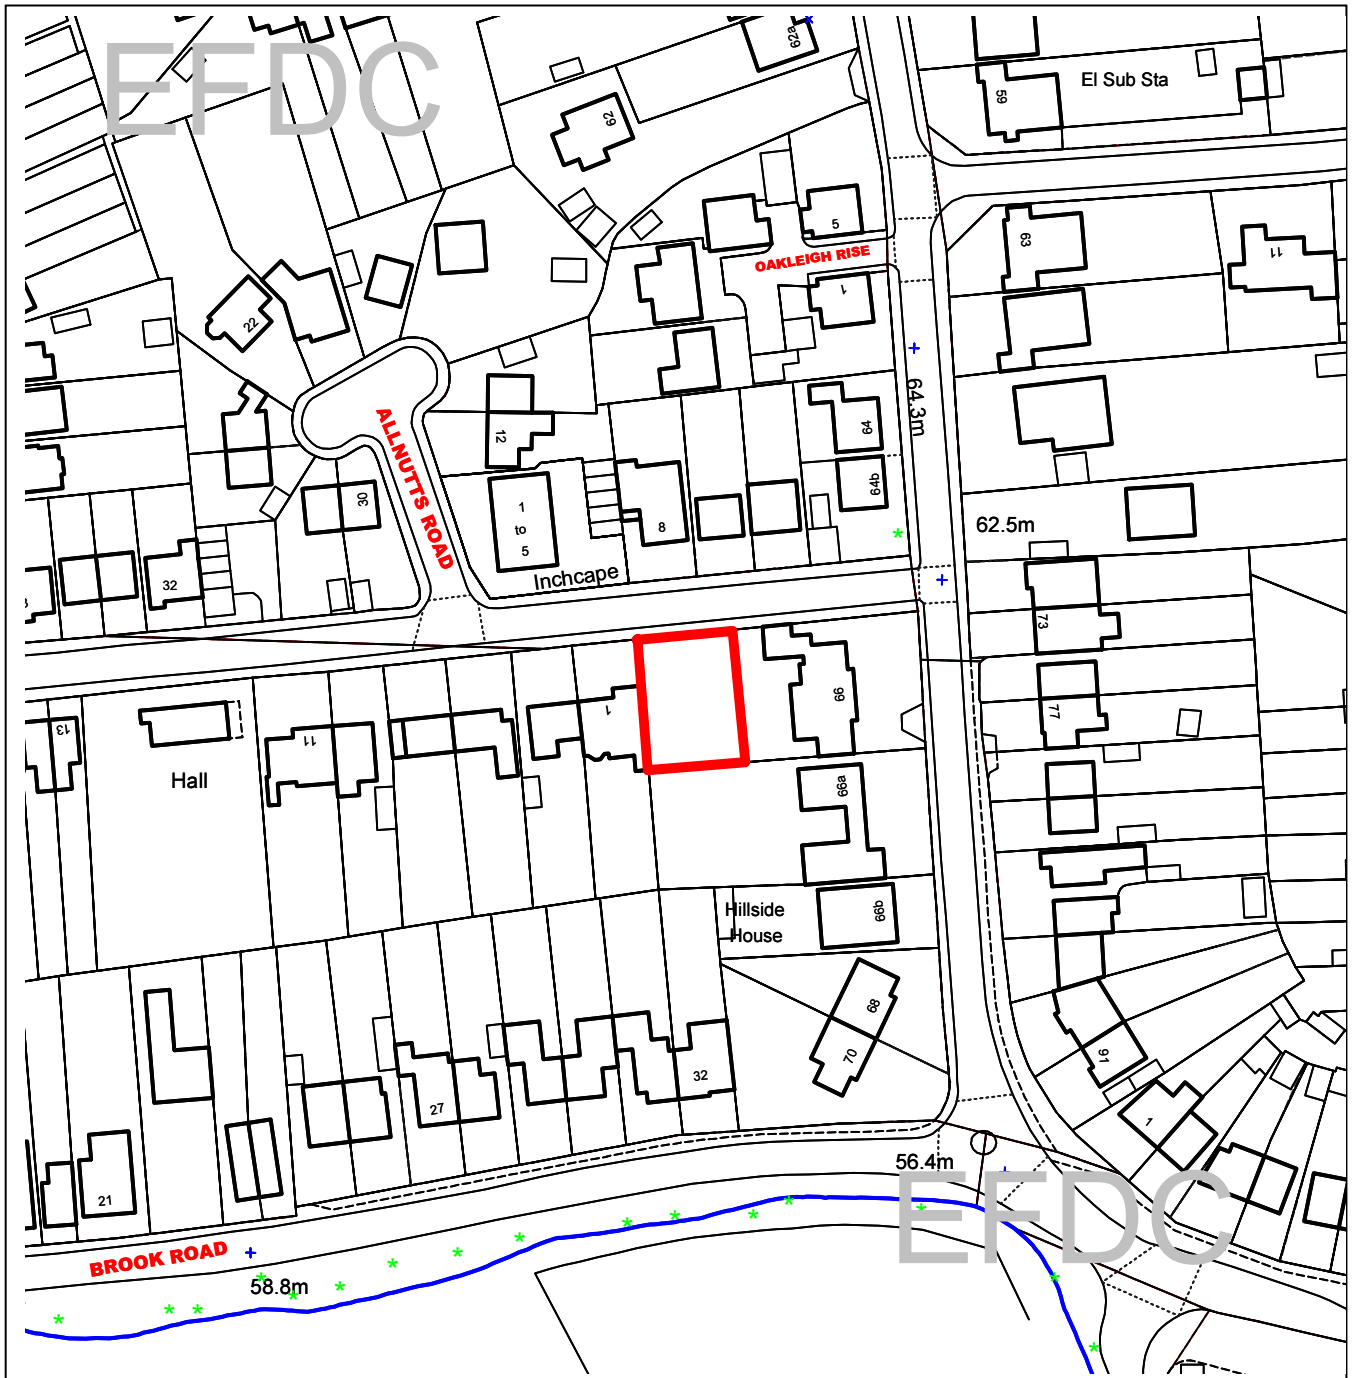 EFDC
62a
59
El Sub Sta
62
5
OAKLEIGH RISE
63
11
22
1
64.3m
ALLNUTTS ROAD
12
64
64b
30
1
to
5
8
62.5m
Inchcape
32
73
1
66
77
13
11
Hall
66a
Hillside
House
66b
68
70
91
32
27
1
21
56.4m
EFDC
BROOK ROAD
58.8m